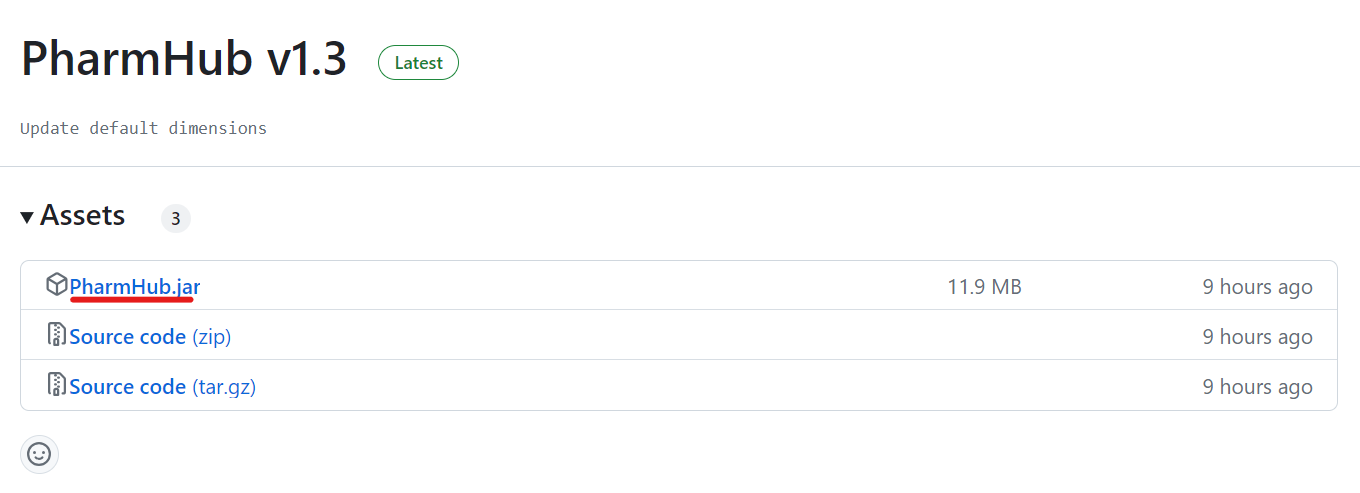 PharmHub v1.3 Latest
Update default dimensions
Assets 3
PharmHub.jar 11.9 MB 9 hours ago
Source code (zip) 9 hours ago
Source code (tar.gz) 9 hours ago